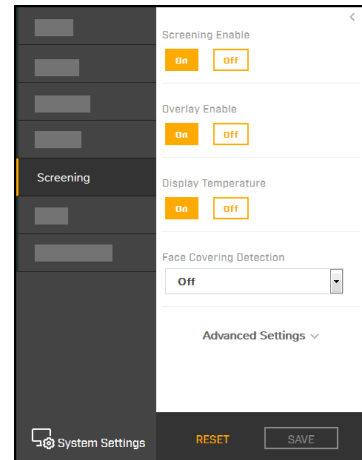 Screening Enable
On Off
Overlay Enable
On Off
Screening
Display Temperature
On Off
Face Covering Detection
Off
Advanced Settings
System Settings
RESET SAVE